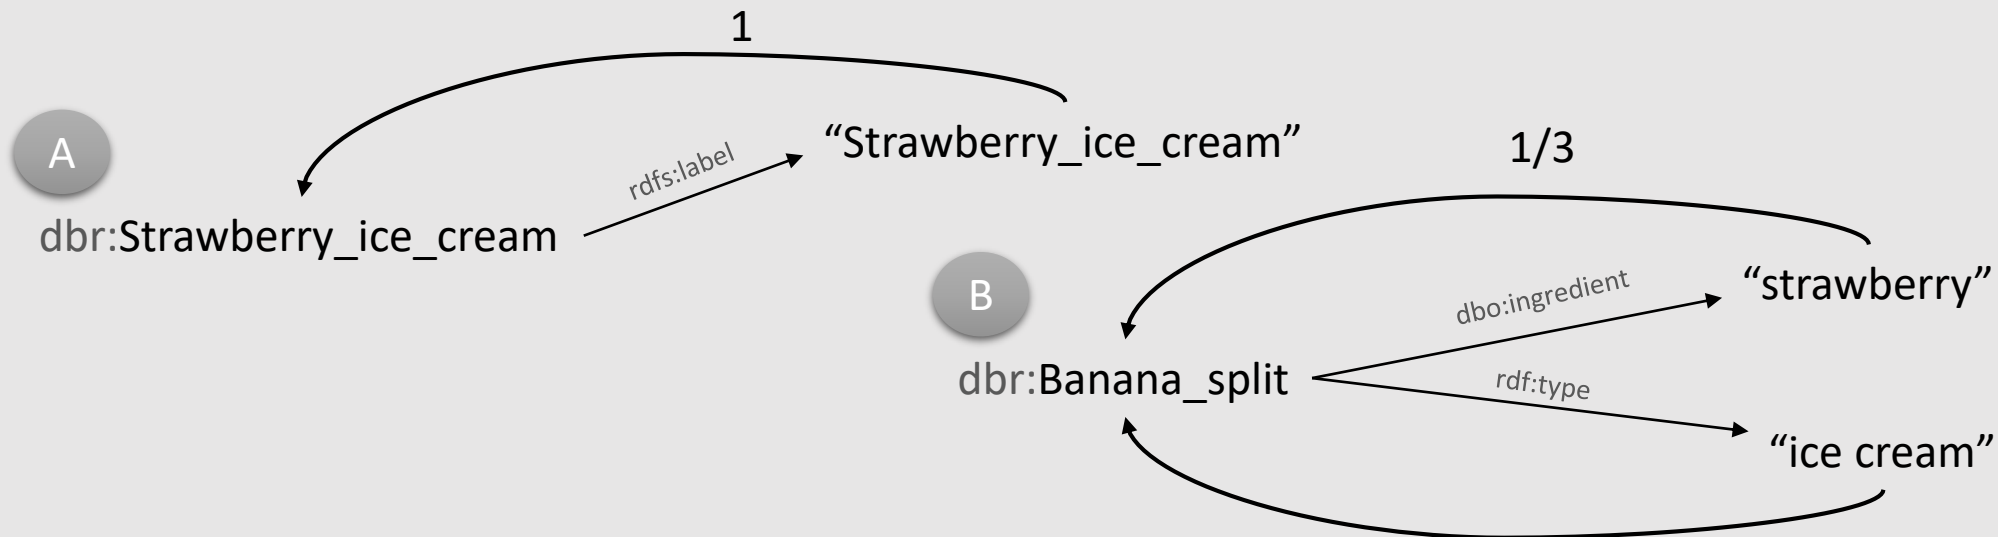 1
A
rdfs:label
“Strawberry_ice_cream”
dbr:Strawberry_ice_cream
1/3
B
dbo:ingredient
“strawberry”
dbr:Banana_split
rdf:type
“ice cream”